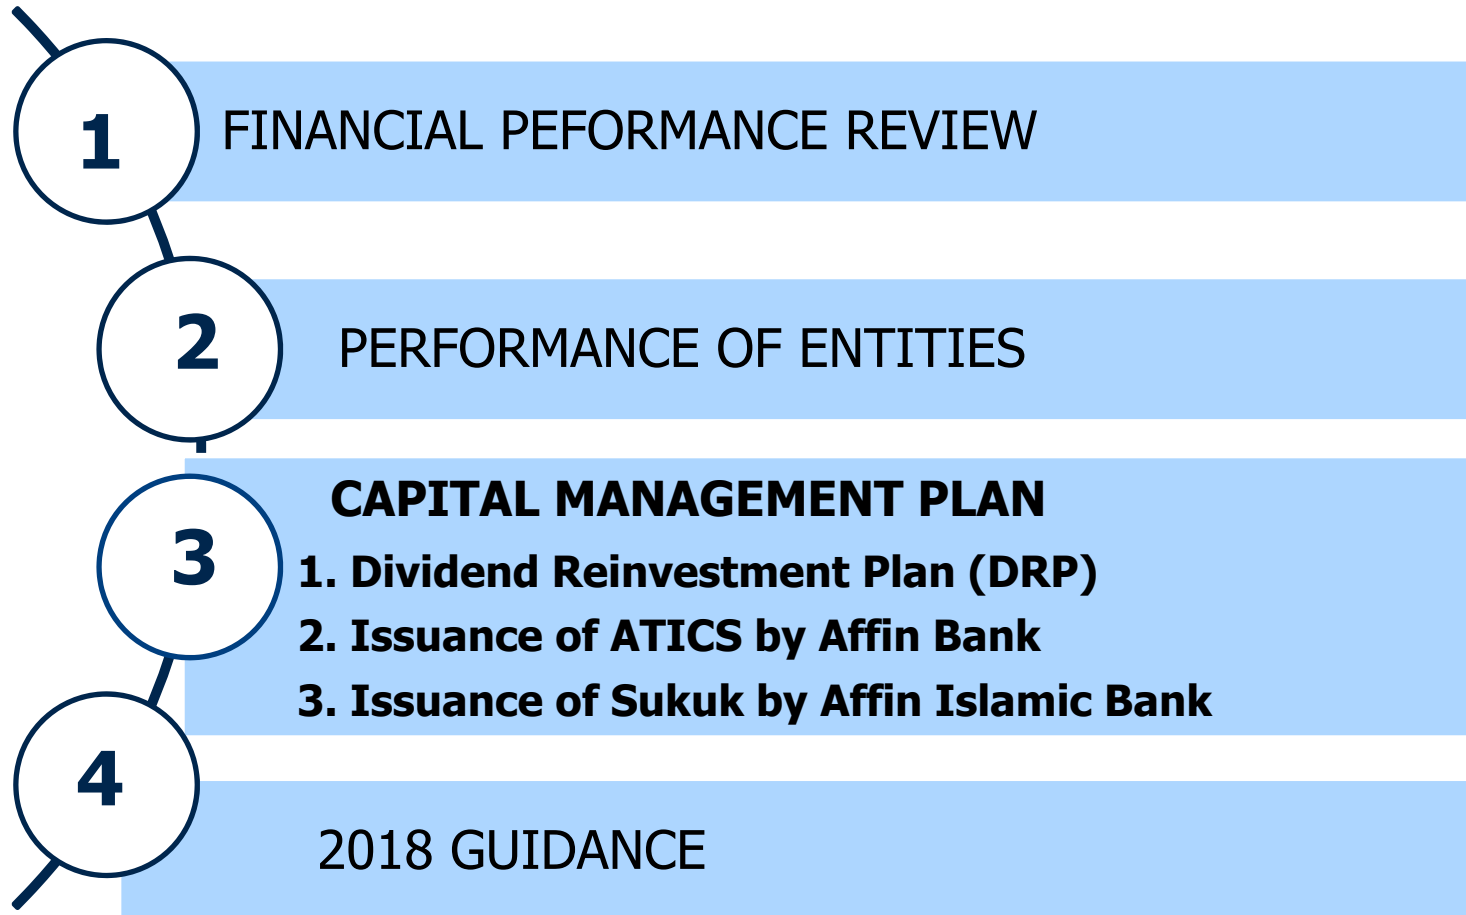 1
FINANCIAL PEFORMANCE REVIEW
2
PERFORMANCE OF ENTITIES
3
CAPITAL MANAGEMENT PLAN
1. Dividend Reinvestment Plan (DRP)
2. Issuance of ATICS by Affin Bank
3. Issuance of Sukuk by Affin Islamic Bank
4
2018 GUIDANCE